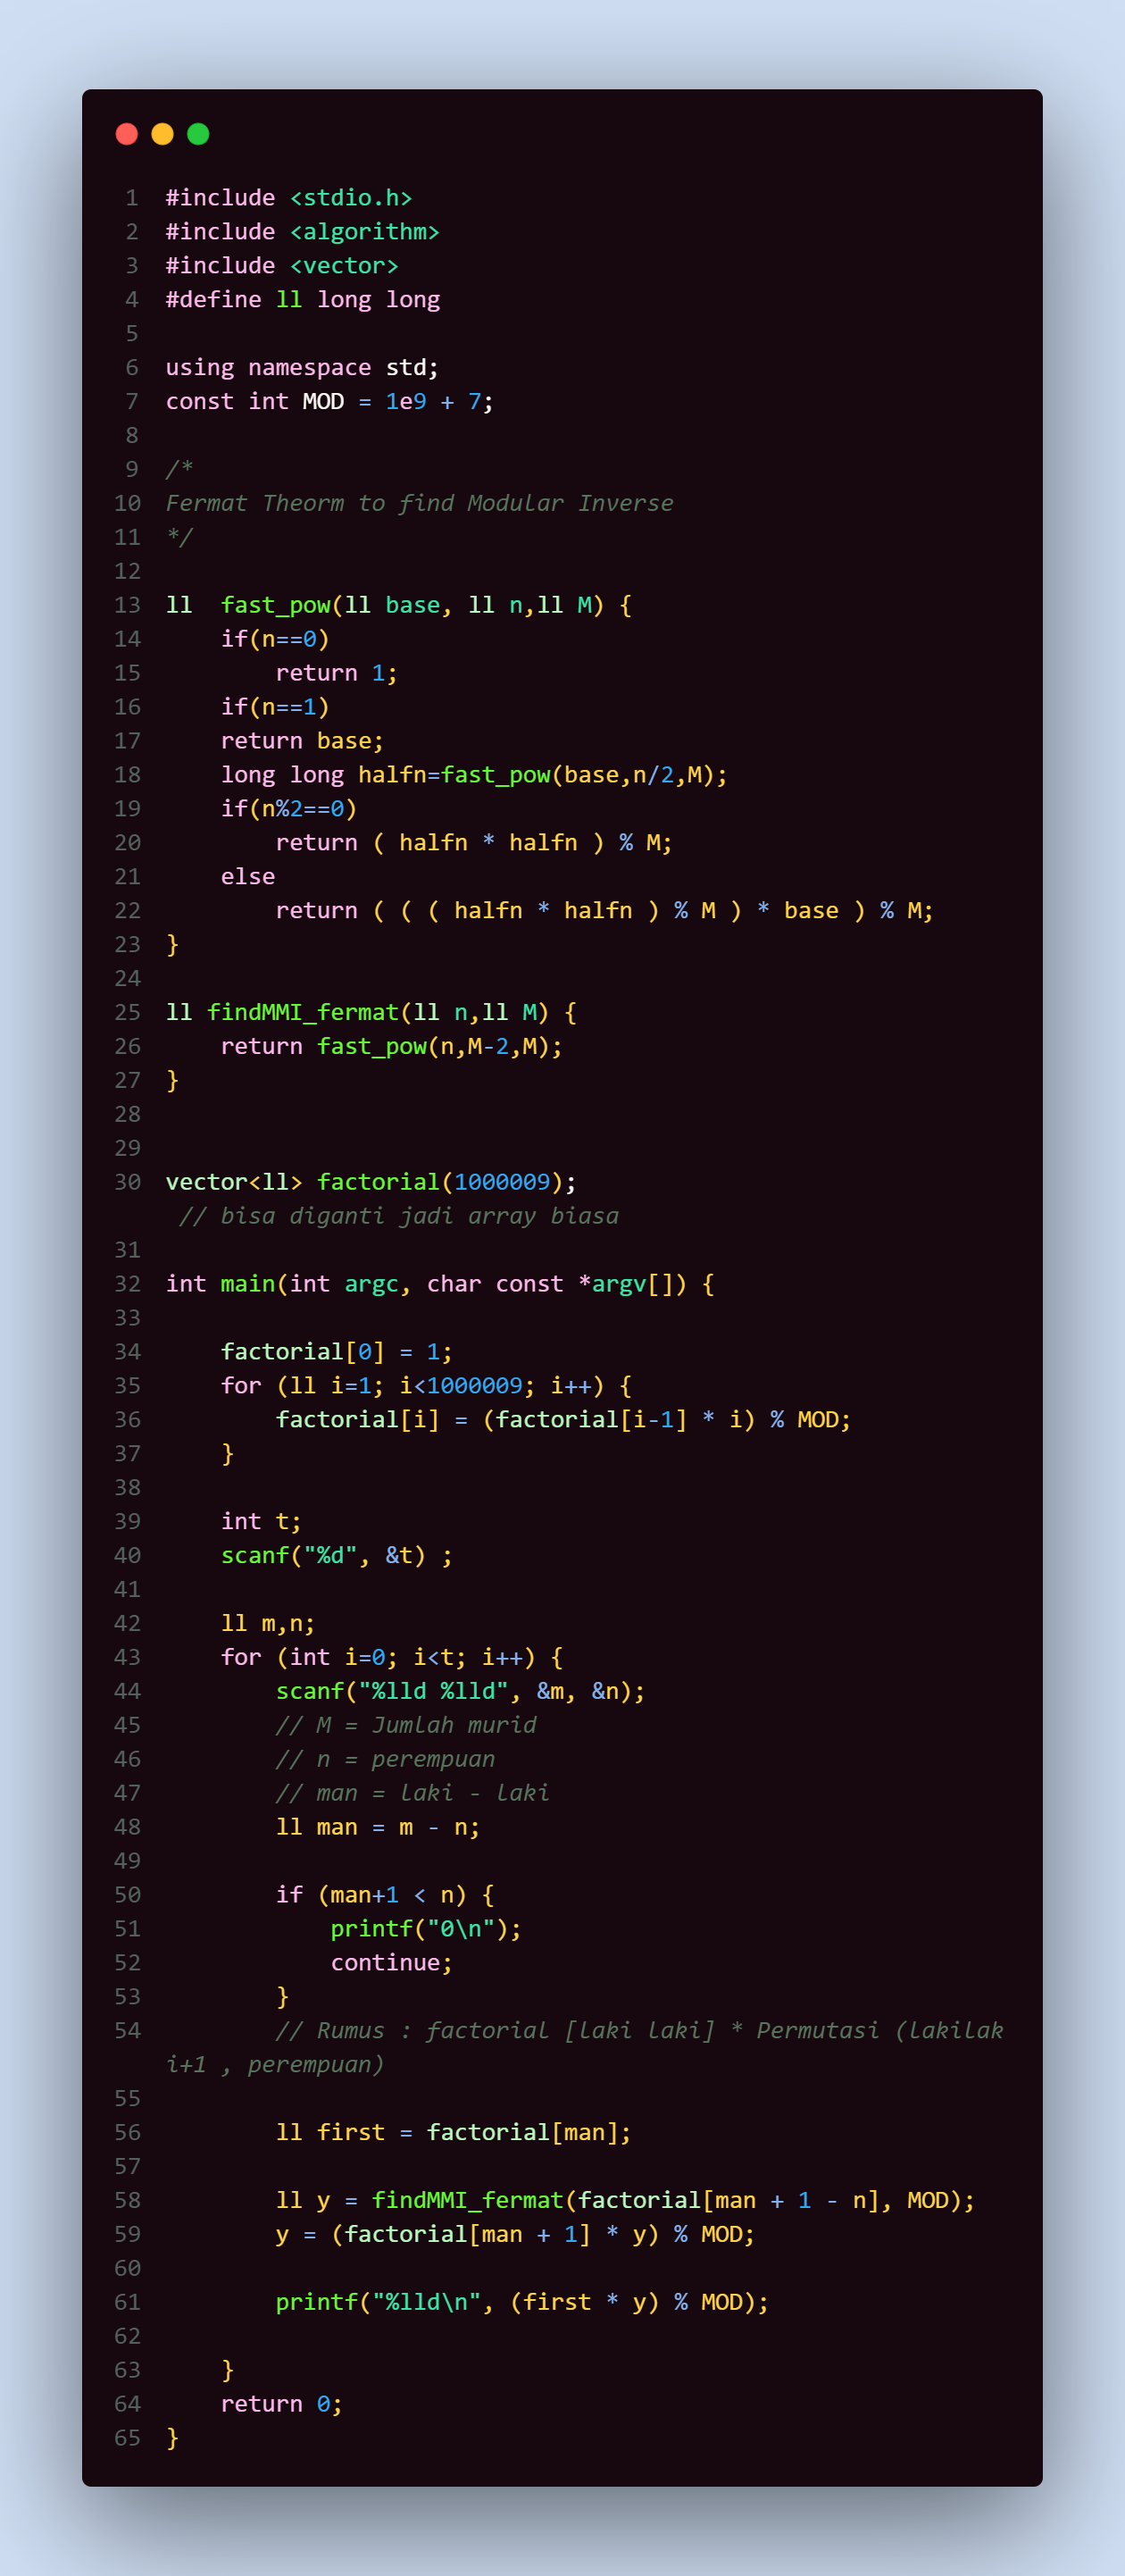 1 #include <stdio.h>
2 #include <algorithm>
3 #include <vector>
4 #define ll long long
5
6 using namespace std;
7 const int MOD = 1e9 + 7;
8
9 /*
10 Fermat Theorm to find Modular Inverse
11 */
12
13 ll  fast_pow(ll base, ll n,ll M) {
14     if(n==0)
15         return 1;
16     if(n==1)
17     return base;
18     long long halfn=fast_pow(base,n/2,M);
19     if(n%2==0)
20         return ( halfn * halfn ) % M;
21     else
22         return ( ( ( halfn * halfn ) % M ) * base ) % M;
23 }
24
25 ll findMMI_fermat(ll n,ll M) {
26     return fast_pow(n,M-2,M);
27 }
28
29
30 vector<ll> factorial(1000009);
 // bisa diganti jadi array biasa
31
32 int main(int argc, char const *argv[]) {
33
34     factorial[0] = 1;
35     for (ll i=1; i<1000009; i++) {
36         factorial[i] = (factorial[i-1] * i) % MOD;
37     }
38
39     int t;
40     scanf("%d", &t) ;
41
42     ll m,n;
43     for (int i=0; i<t; i++) {
44         scanf("%lld %lld", &m, &n);
45         // M = Jumlah murid
46         // n = perempuan
47         // man = laki - laki
48         ll man = m - n;
49
50         if (man+1 < n) {
51             printf("0\n");
52             continue;
53         }
54         // Rumus : factorial [laki laki] * Permutasi (lakilak
i+1 , perempuan)
55
56         ll first = factorial[man];
57
58         ll y = findMMI_fermat(factorial[man + 1 - n], MOD);
59         y = (factorial[man + 1] * y) % MOD;
60
61         printf("%lld\n", (first * y) % MOD);
62
63     }
64     return 0;
65 }